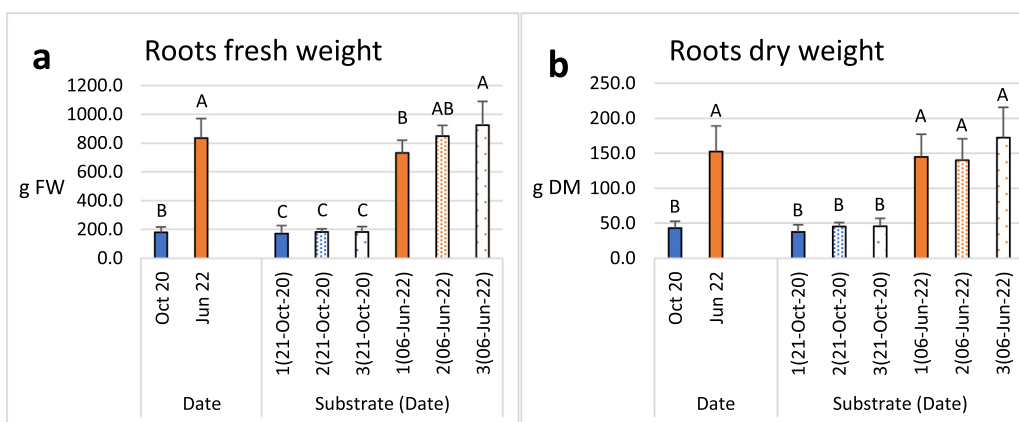 a
Roots fresh weight
1200.0
1000.0
800.0
600.0
400.0
200.0
0.0
g FW
B
A
C
C
C
B
AB
A
Oct 20
Jun 22
1(21-Oct-20)
2(21-Oct-20)
3(21-Oct-20)
1(06-Jun-22)
2(06-Jun-22)
3(06-Jun-22)
Date
Substrate (Date)
b
Roots dry weight
250.0
200.0
150.0
100.0
50.0
0.0
g DM
B
A
B
B
B
A
A
A
Oct 20
Jun 22
1(21-Oct-20)
2(21-Oct-20)
3(21-Oct-20)
1(06-Jun-22)
2(06-Jun-22)
3(06-Jun-22)
Date
Substrate (Date)